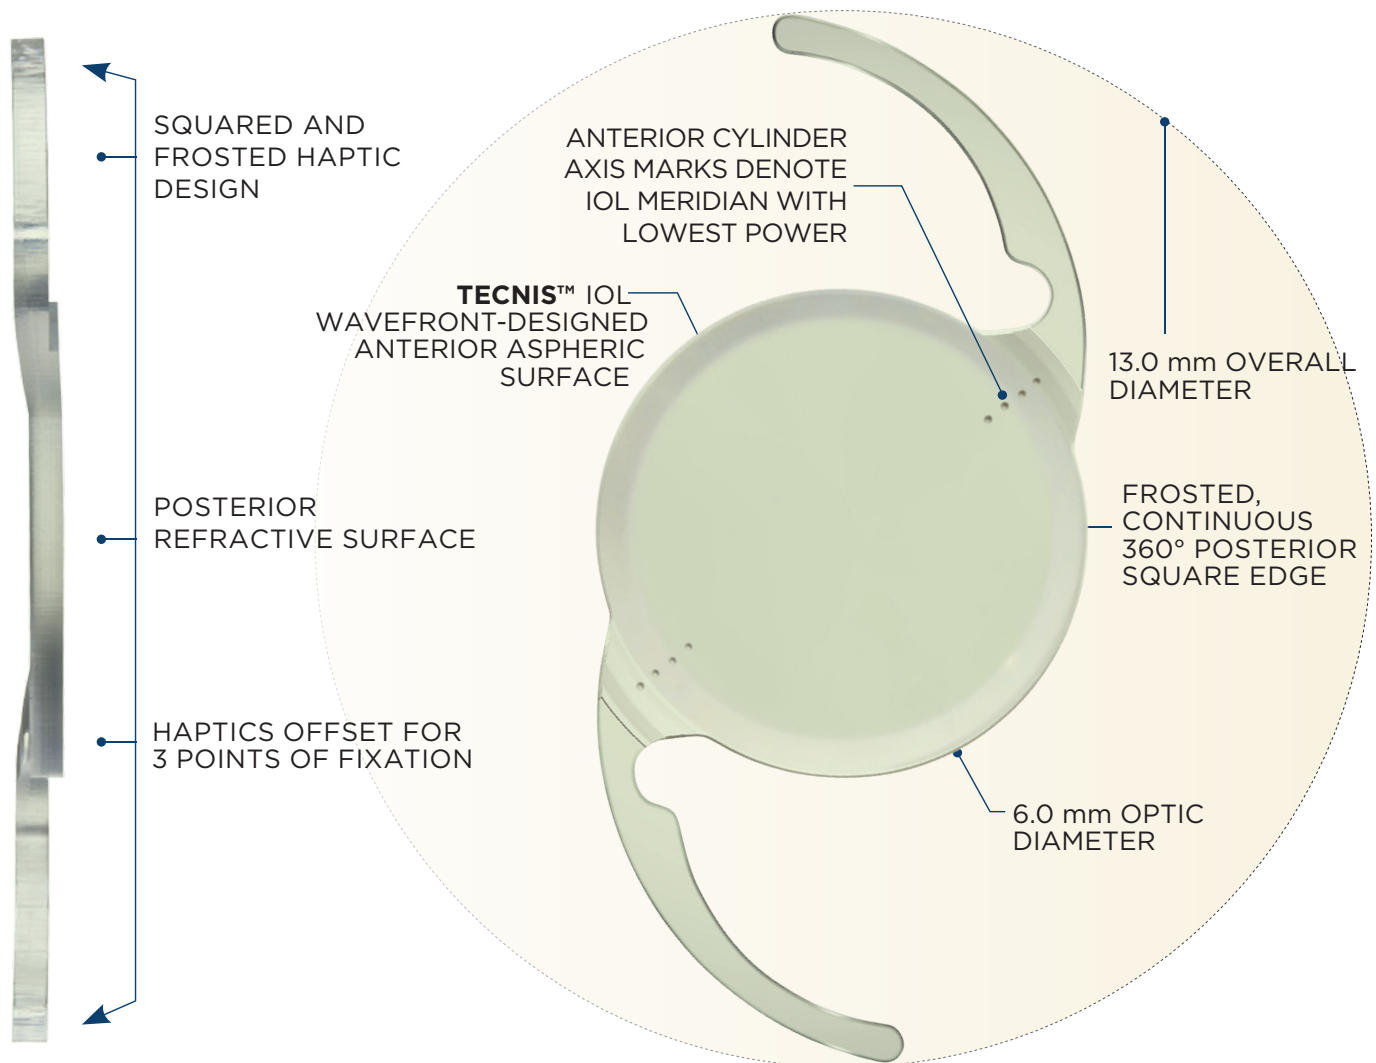 SQUARED AND
FROSTED HAPTIC
DESIGN
POSTERIOR
REFRACTIVE SURFACE
HAPTICS OFFSET FOR
3 POINTS OF FIXATION
ANTERIOR CYLINDER
AXIS MARKS DENOTE
IOL MERIDIAN WITH
LOWEST POWER
TECNIS™ IOL
WAVEFRONT-DESIGNED
ANTERIOR ASPHERIC
SURFACE
13.0 mm OVERALL
DIAMETER
FROSTED,
CONTINUOUS
360° POSTERIOR
SQUARE EDGE
6.0 mm OPTIC
DIAMETER